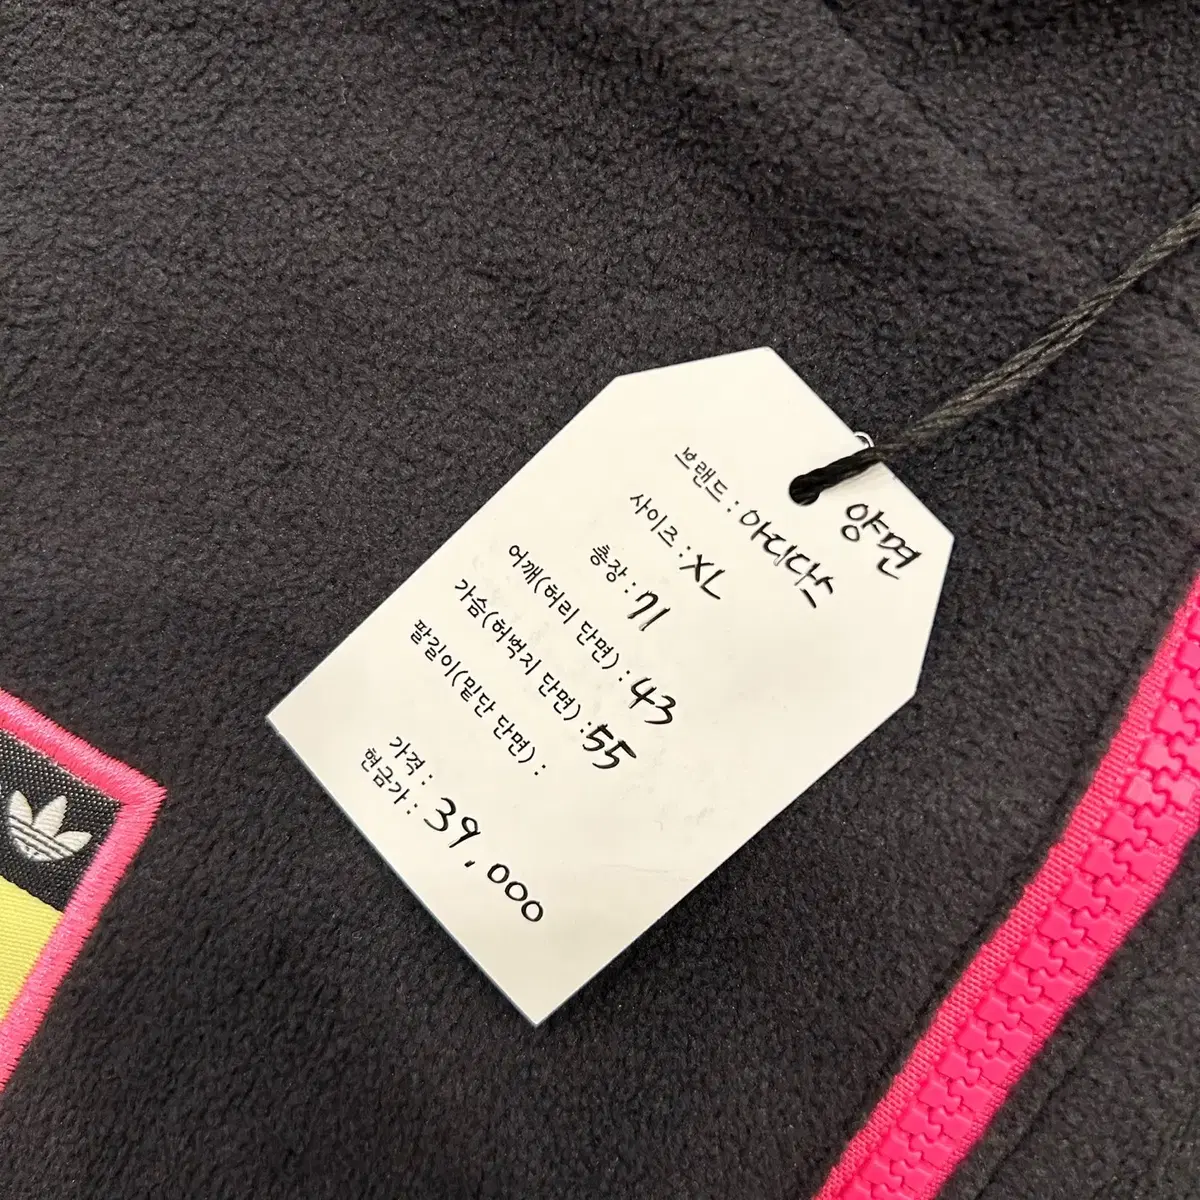 양면
브랜드 : 아디다스
사이즈 : XL
총장 : 71
어깨(허리 단면) : 43
가슴(허벅지 단면) : 55
팔길이(밑단 단면) :
가격 :
현금가 : 39,000